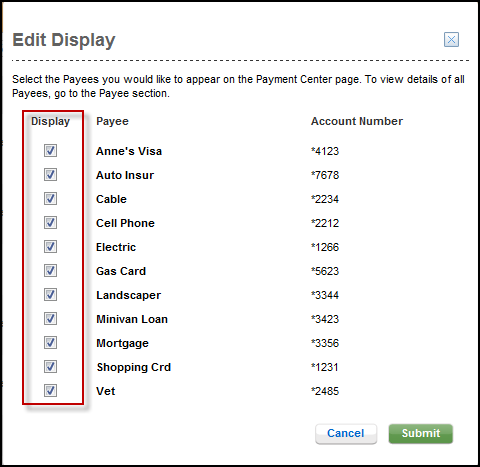 Edit Display
Select the Payees you would like to appear on the Payment Center page. To view details of all
Payees, go to the Payee section.
Display Payee Account Number
Anne's Visa *4123
Auto Insur *7678
Cable *2234
Cell Phone *2212
Electric *1266
Gas Card *5623
Landscaper *3344
Minivan Loan *3423
Mortgage *3356
Shopping Crd *1231
Vet *2485
Cancel Submit